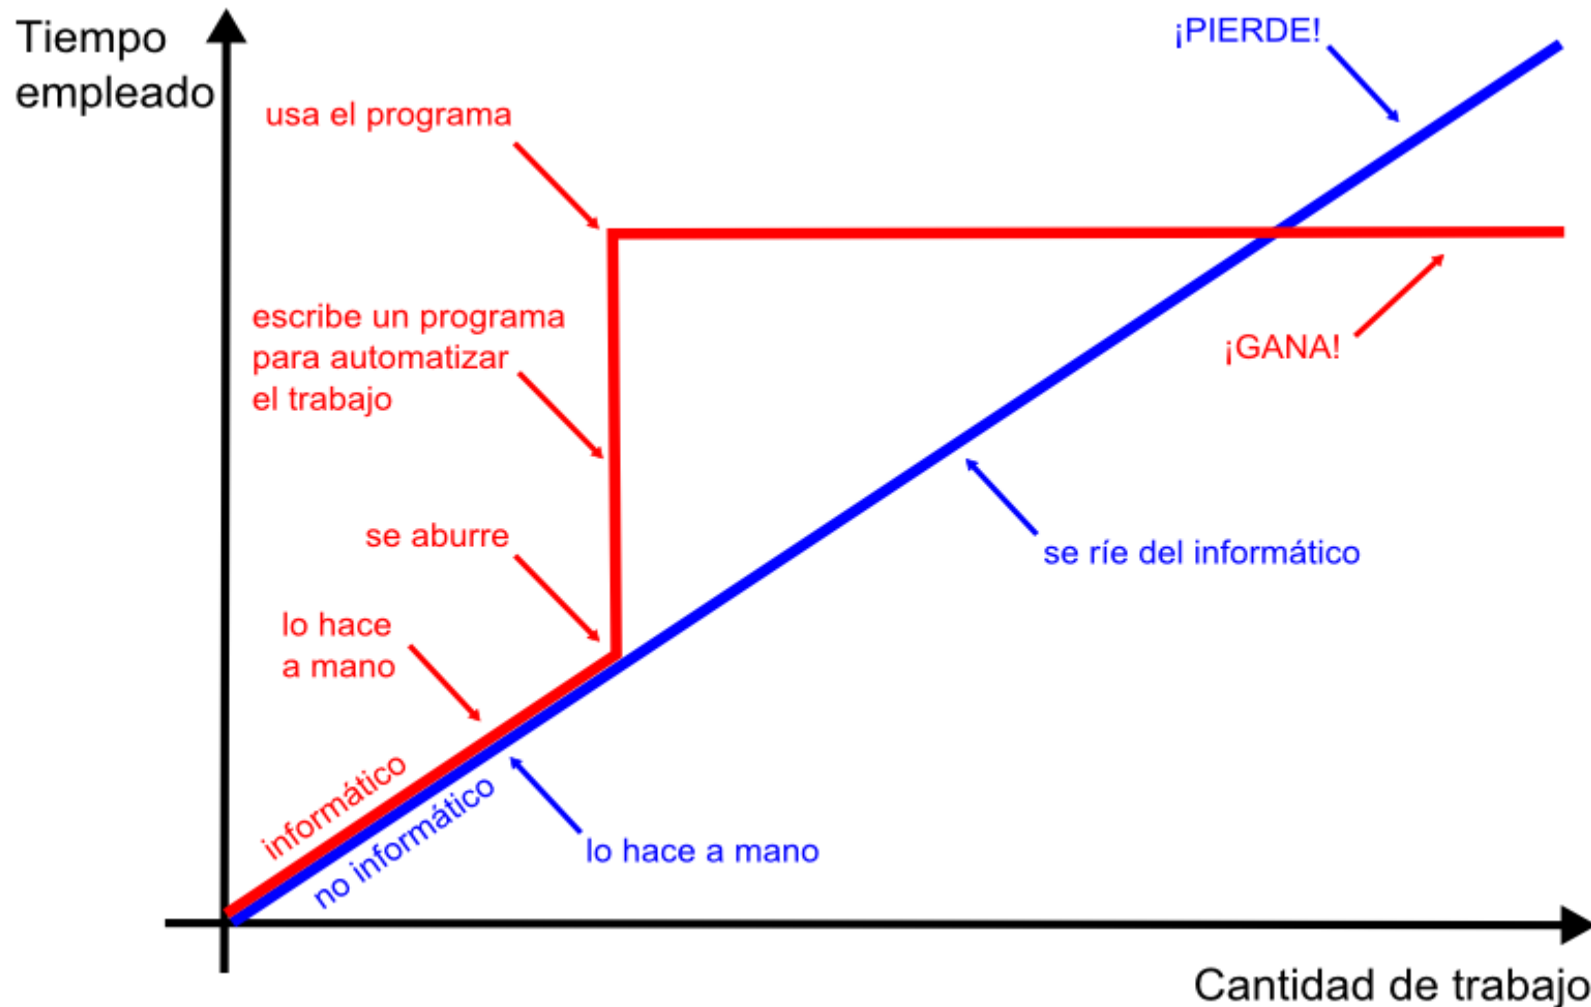 Tiempo
empleado
¡PIERDE!
usa el programa
escribe un programa
para automatizar
el trabajo
¡GANA!
se aburre
se ríe del informático
lo hace
a mano
informático
no informático
lo hace a mano
Cantidad de trabajo